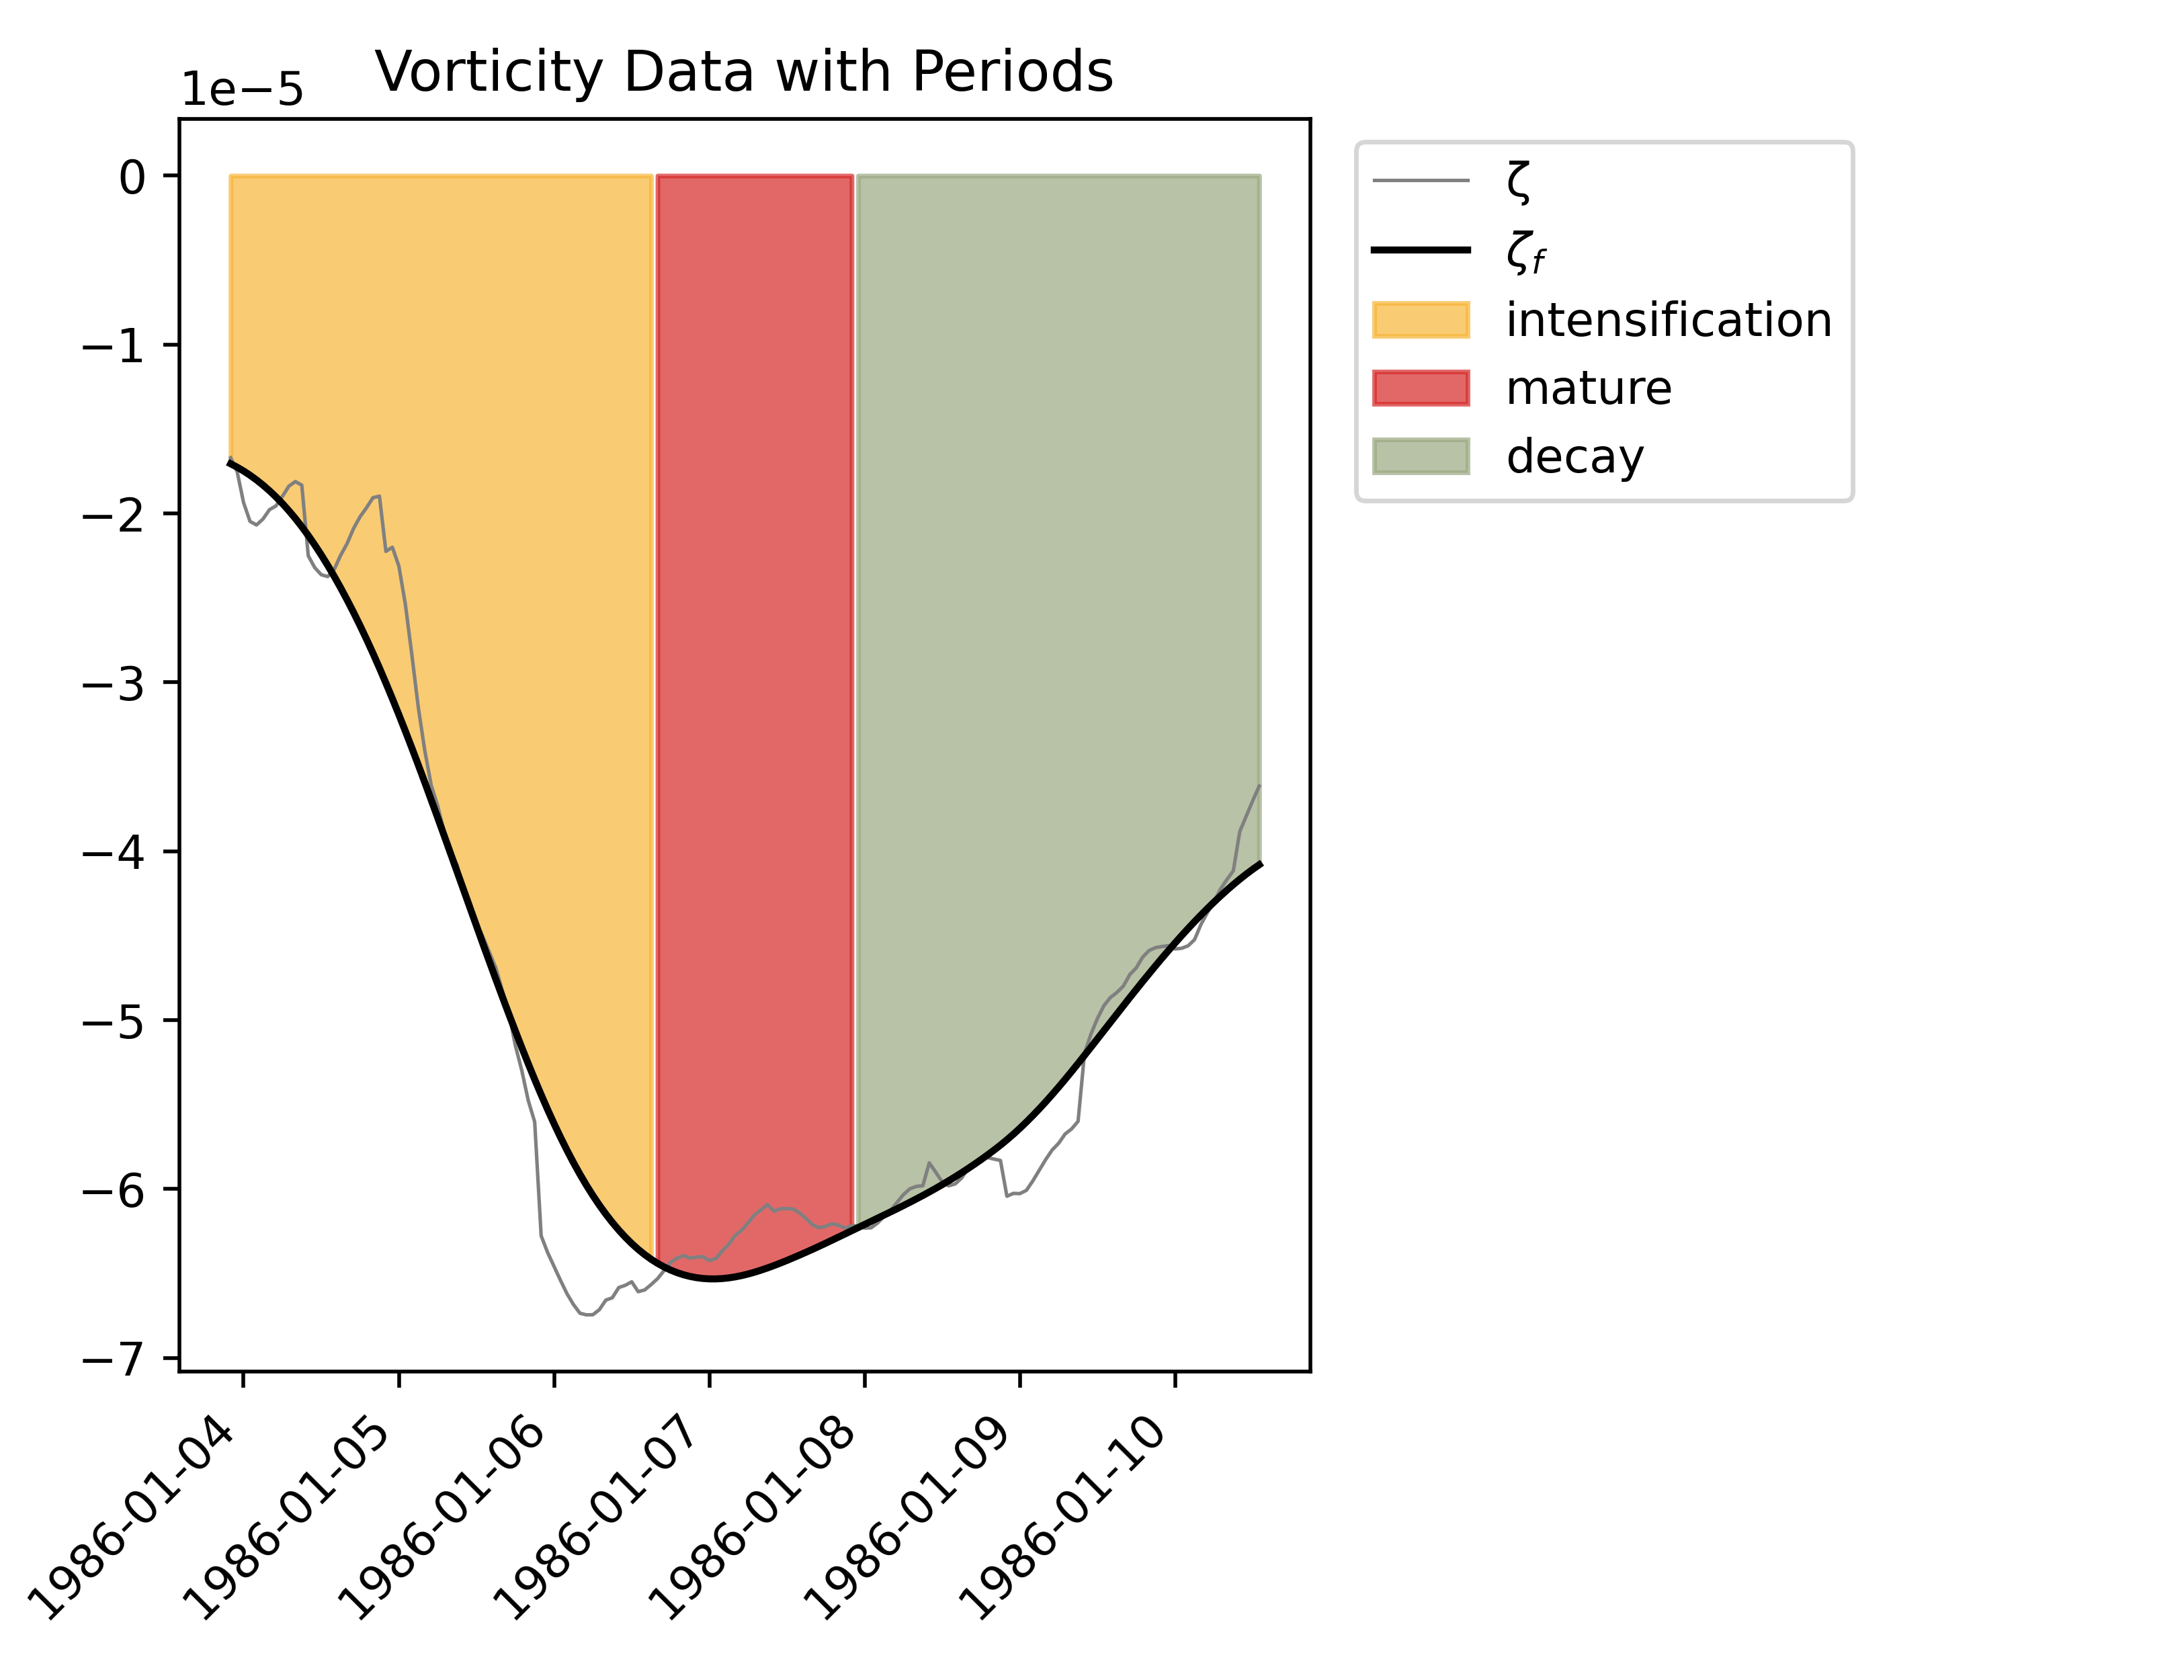 Vorticity Data with Periods
1e−5
0
−1
−2
−3
−4
−5
−6
−7
1986-01-04
1986-01-05
1986-01-06
1986-01-07
1986-01-08
1986-01-09
1986-01-10
ζ
ζf
intensification
mature
decay